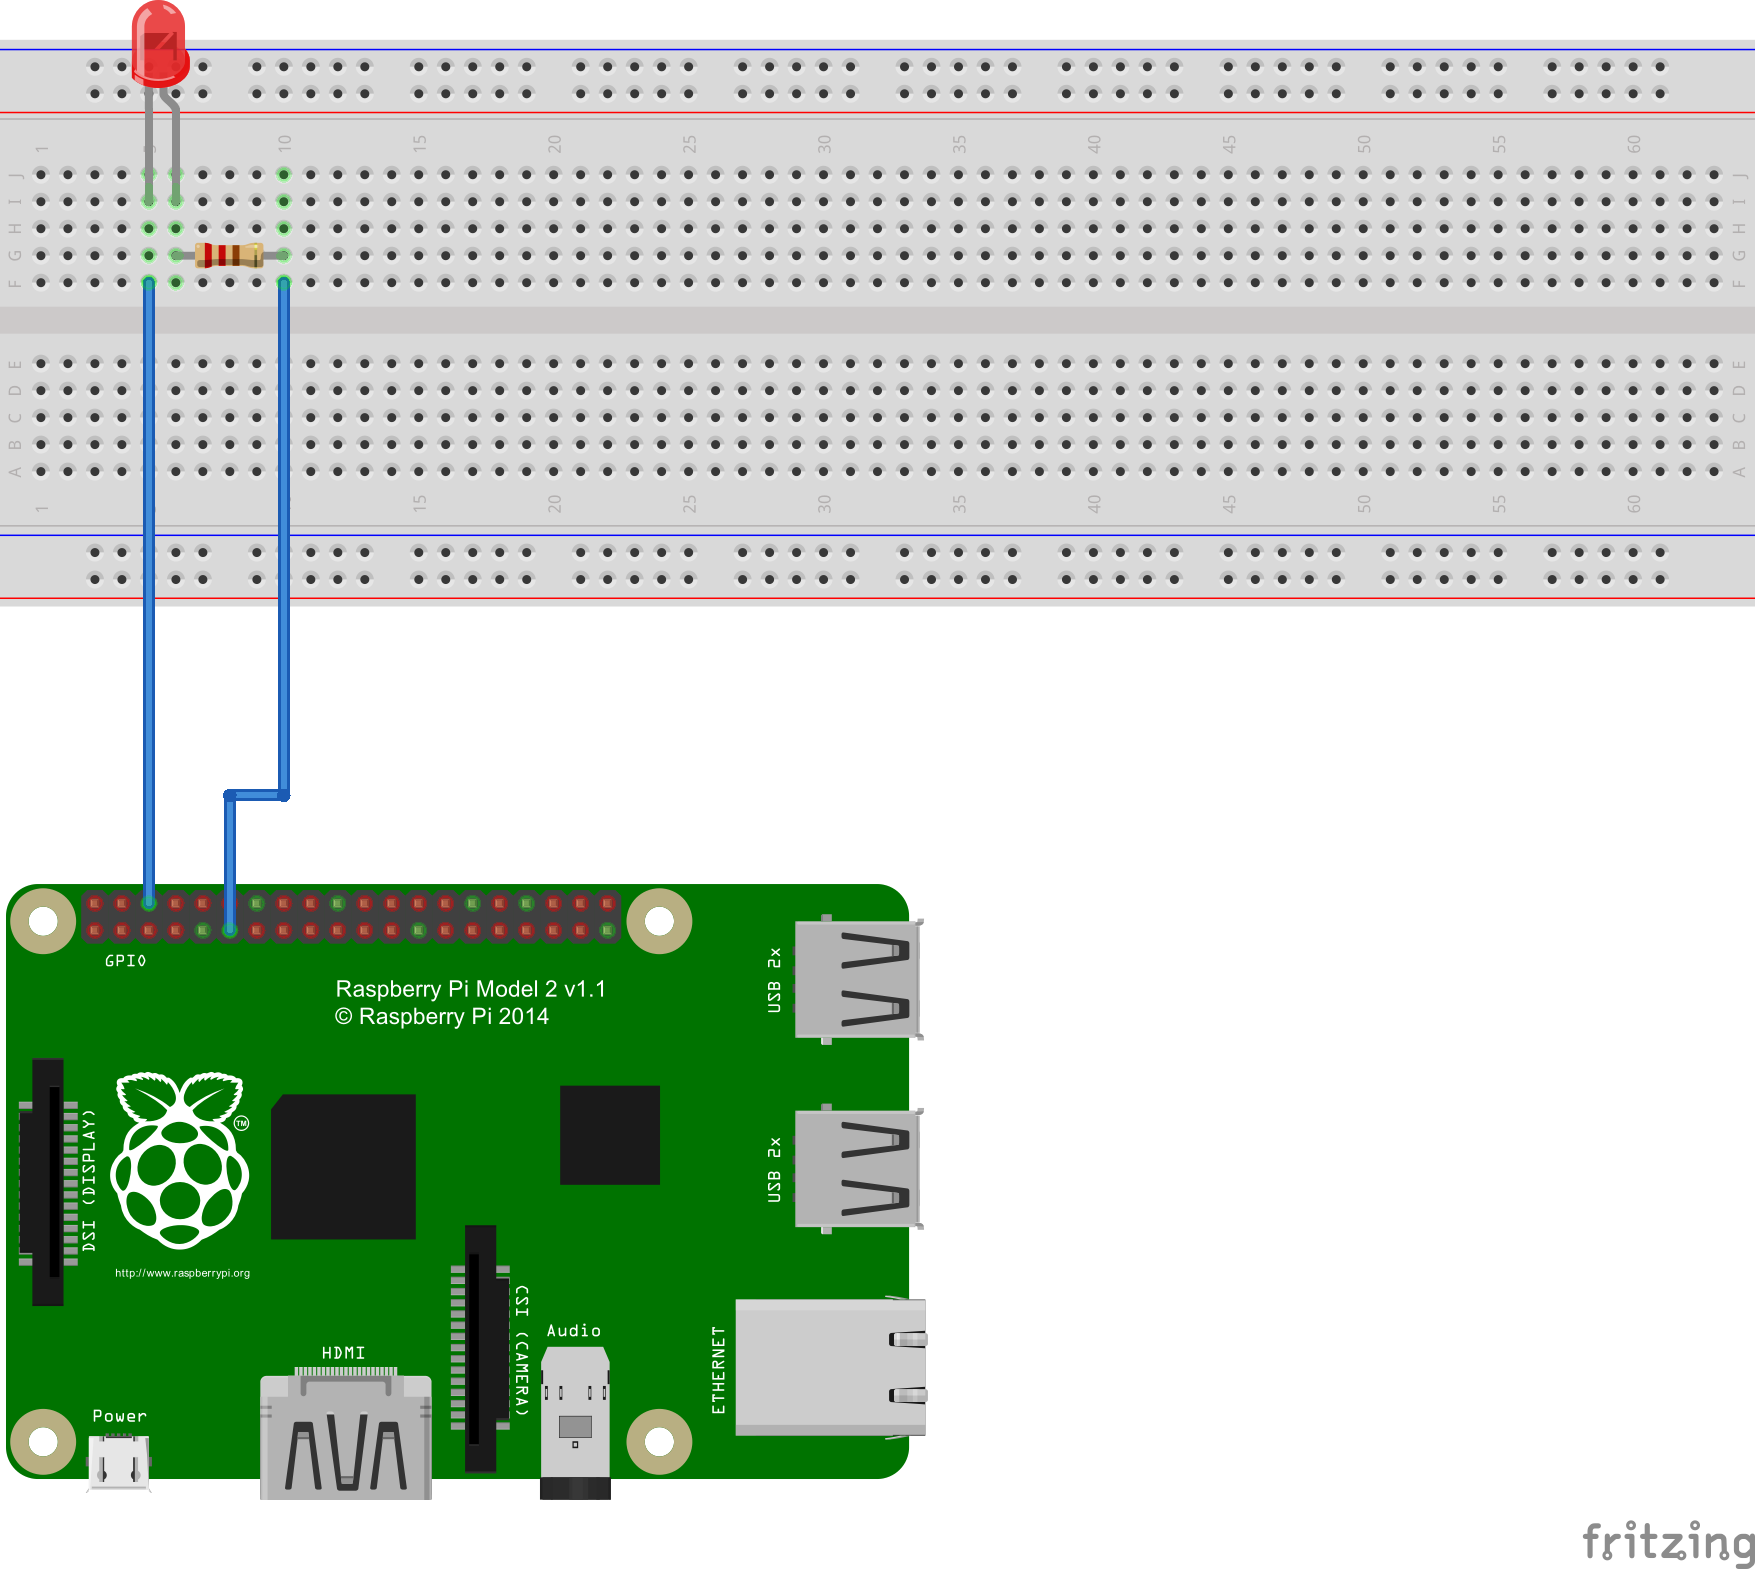 1 5 10 15 20 25 30 35 40 45 50 55 60
J J
I I
H H
G G
F F
E E
D D
C C
B B
A A
1 15 20 25 30 35 40 45 50 55 60
GPIO
Raspberry Pi Model 2 v1.1
© Raspberry Pi 2014
USB 2x
DSI (DISPLAY)
TM
USB 2x
http://www.raspberrypi.org
CSI (CAMERA)
Audio
ETHERNET
HDMI
Power
fritzing